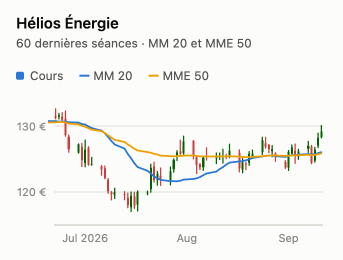 Hélios Énergie
60 dernières séances · MM 20 et MME 50
Cours MM 20 MME 50
130 €
120 €
Jul 2026 Aug Sep